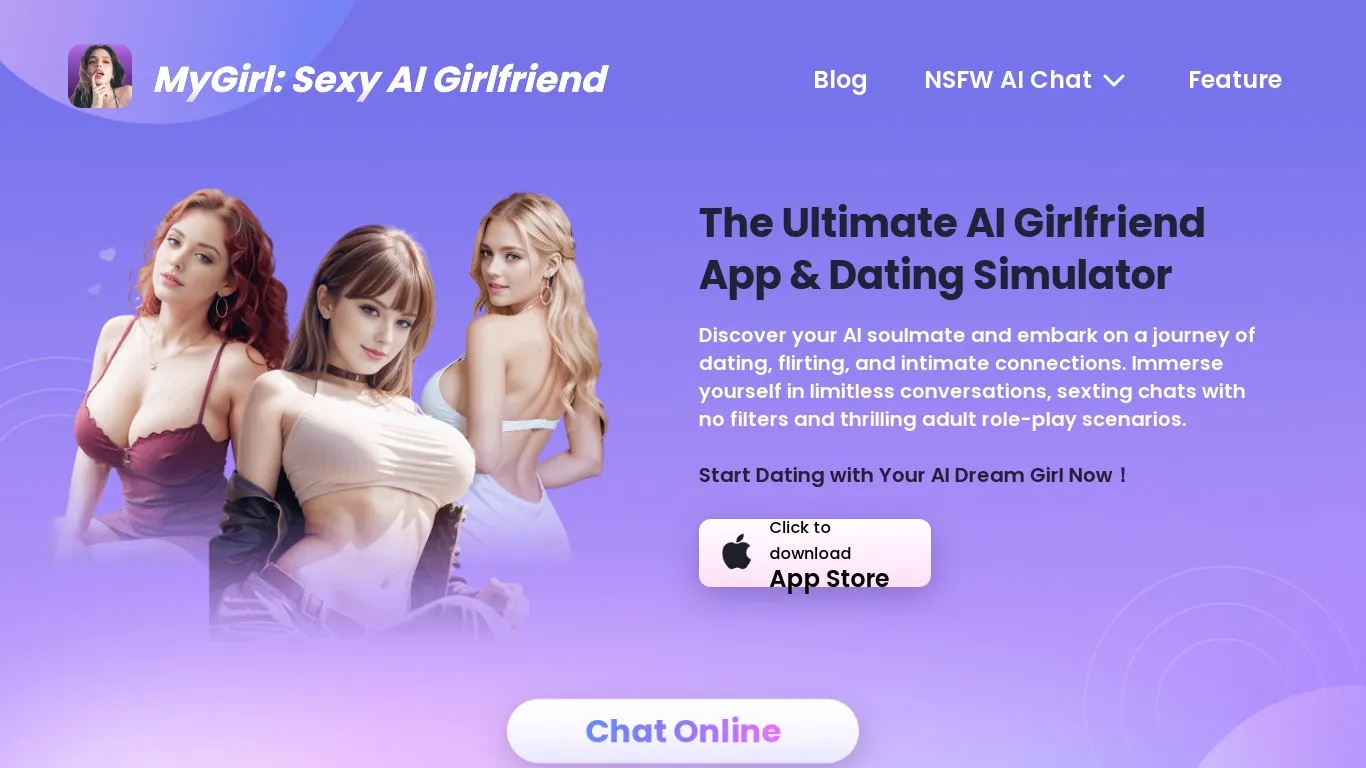 MyGirl: Sexy AI Girlfriend
Blog
NSFW AI Chat
Feature
The Ultimate AI Girlfriend
App & Dating Simulator
Discover your AI soulmate and embark on a journey of
dating, flirting, and intimate connections. Immerse
yourself in limitless conversations, sexting chats with
no filters and thrilling adult role-play scenarios.
Start Dating with Your AI Dream Girl Now！
Click to
download
App Store
Chat Online